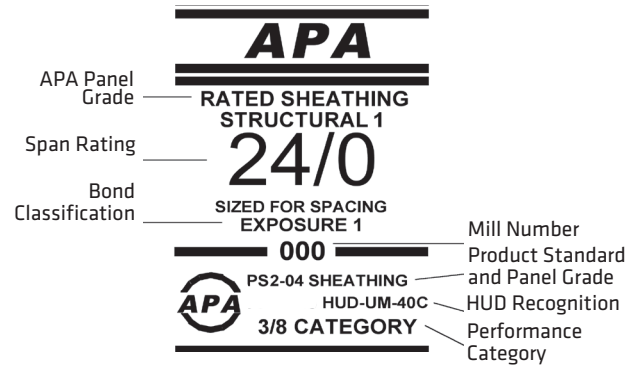 APA
APA Panel
Grade
RATED SHEATHING
STRUCTURAL 1
Span Rating
24/0
Bond
Classification
SIZED FOR SPACING
EXPOSURE 1
000
Mill Number
PS2-04 SHEATHING
Product Standard
and Panel Grade
APA
HUD-UM-40C
HUD Recognition
3/8 CATEGORY
Performance
Category